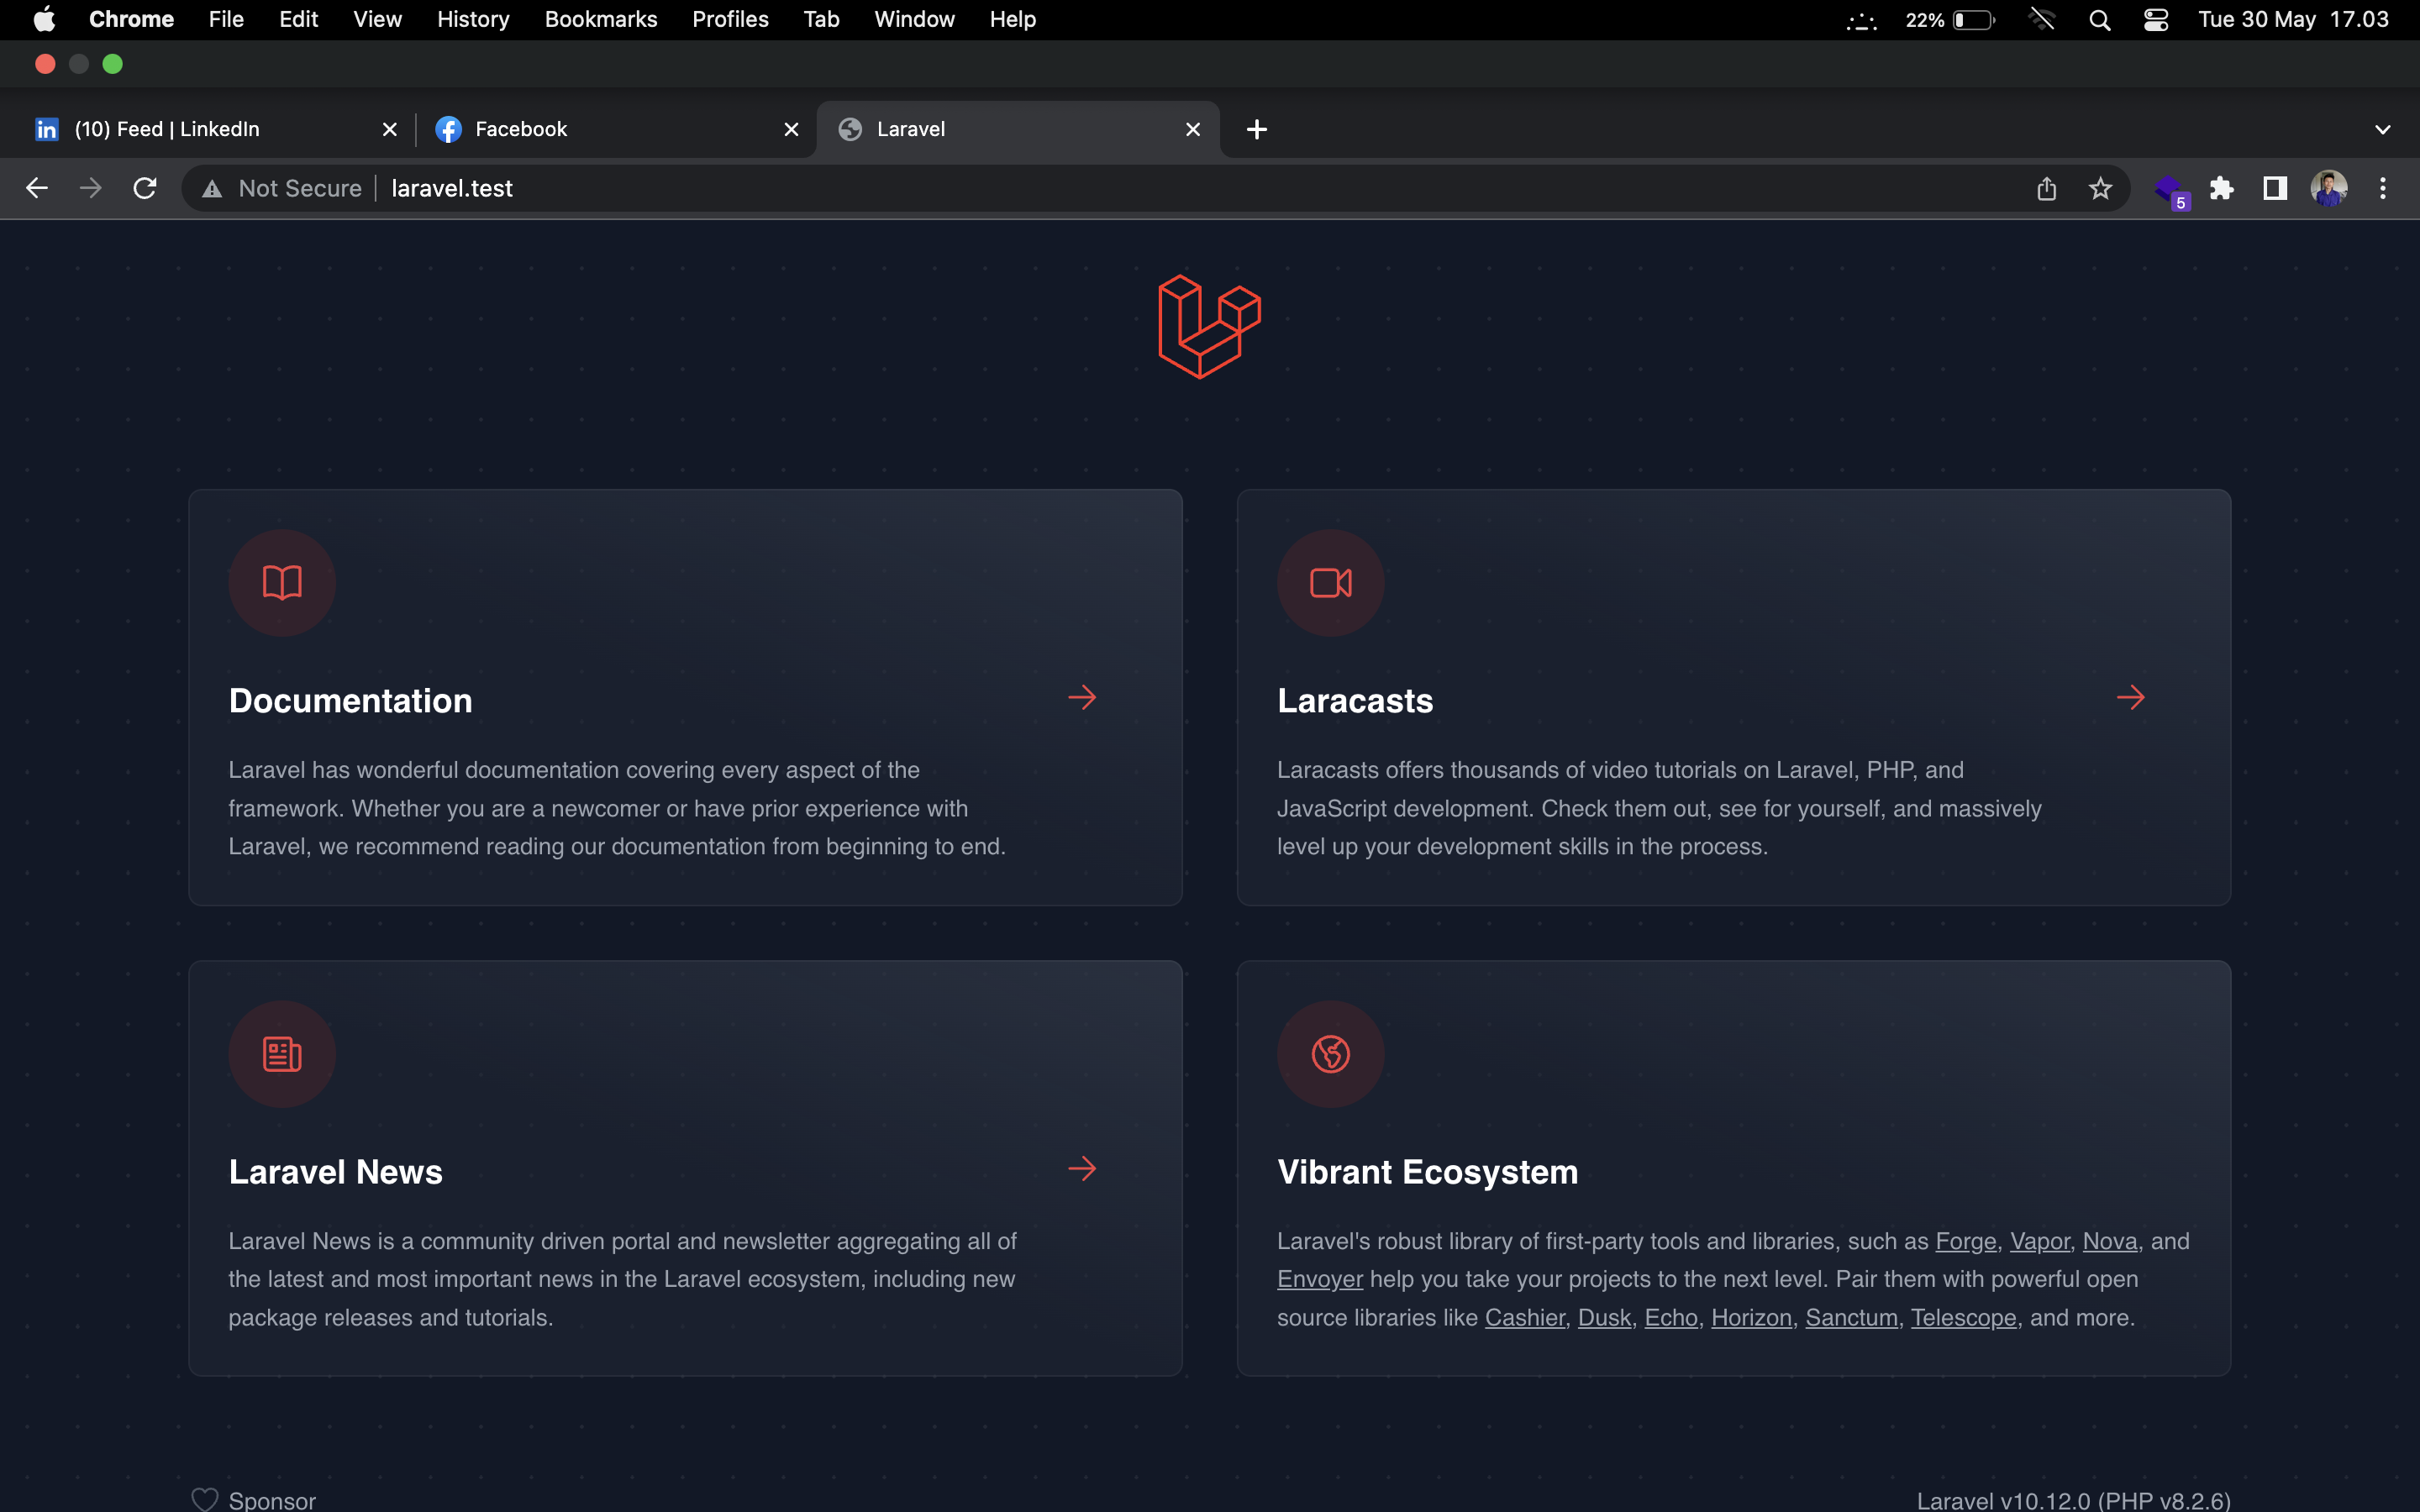 Chrome File Edit View History Bookmarks Profiles Tab Window Help 22% Tue 30 May 17.03
in (10) Feed | LinkedIn Facebook Laravel
Not Secure laravel.test 5
Documentation
Laravel has wonderful documentation covering every aspect of the
framework. Whether you are a newcomer or have prior experience with
Laravel, we recommend reading our documentation from beginning to end.
Laracasts
Laracasts offers thousands of video tutorials on Laravel, PHP, and
JavaScript development. Check them out, see for yourself, and massively
level up your development skills in the process.
Laravel News
Laravel News is a community driven portal and newsletter aggregating all of
the latest and most important news in the Laravel ecosystem, including new
package releases and tutorials.
Vibrant Ecosystem
Laravel's robust library of first-party tools and libraries, such as Forge, Vapor, Nova, and
Envoyer help you take your projects to the next level. Pair them with powerful open
source libraries like Cashier, Dusk, Echo, Horizon, Sanctum, Telescope, and more.
Sponsor
Laravel v10.12.0 (PHP v8.2.6)